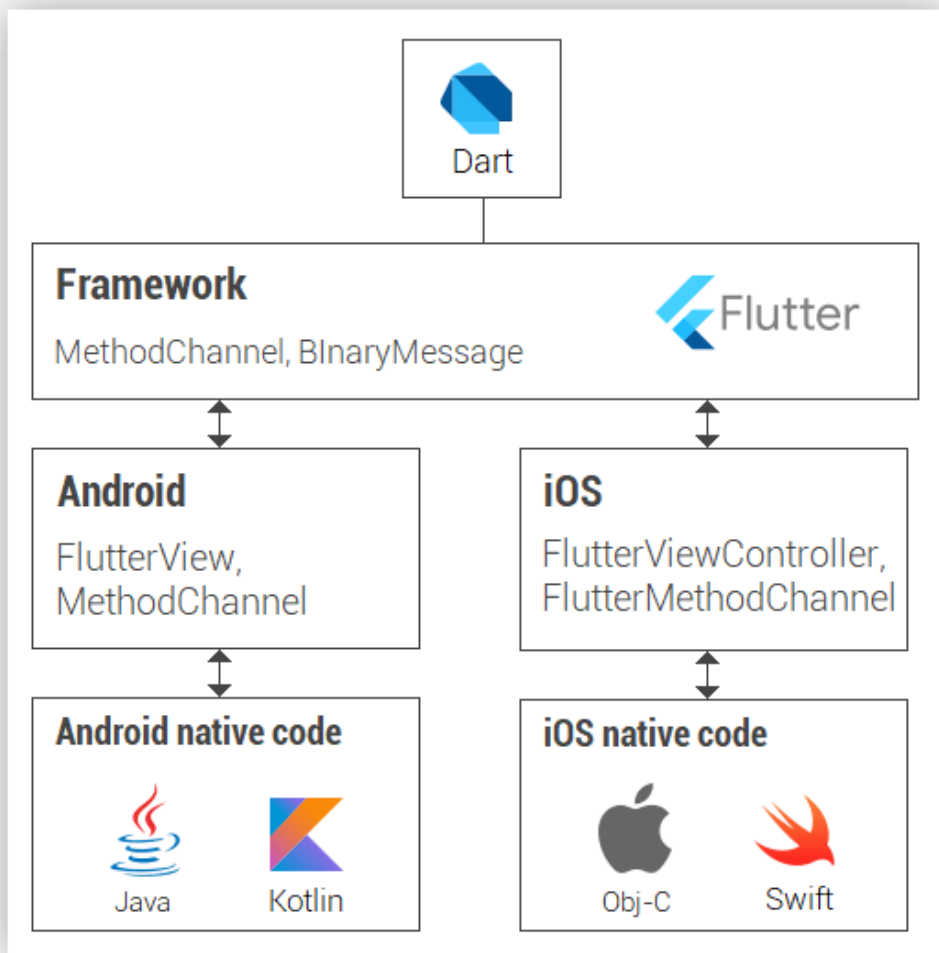 Dart
Framework
Flutter
MethodChannel, BInaryMessage
Android
FlutterView,
MethodChannel
iOS
FlutterViewController,
FlutterMethodChannel
Android native code
Java
Kotlin
iOS native code
Obj-C
Swift